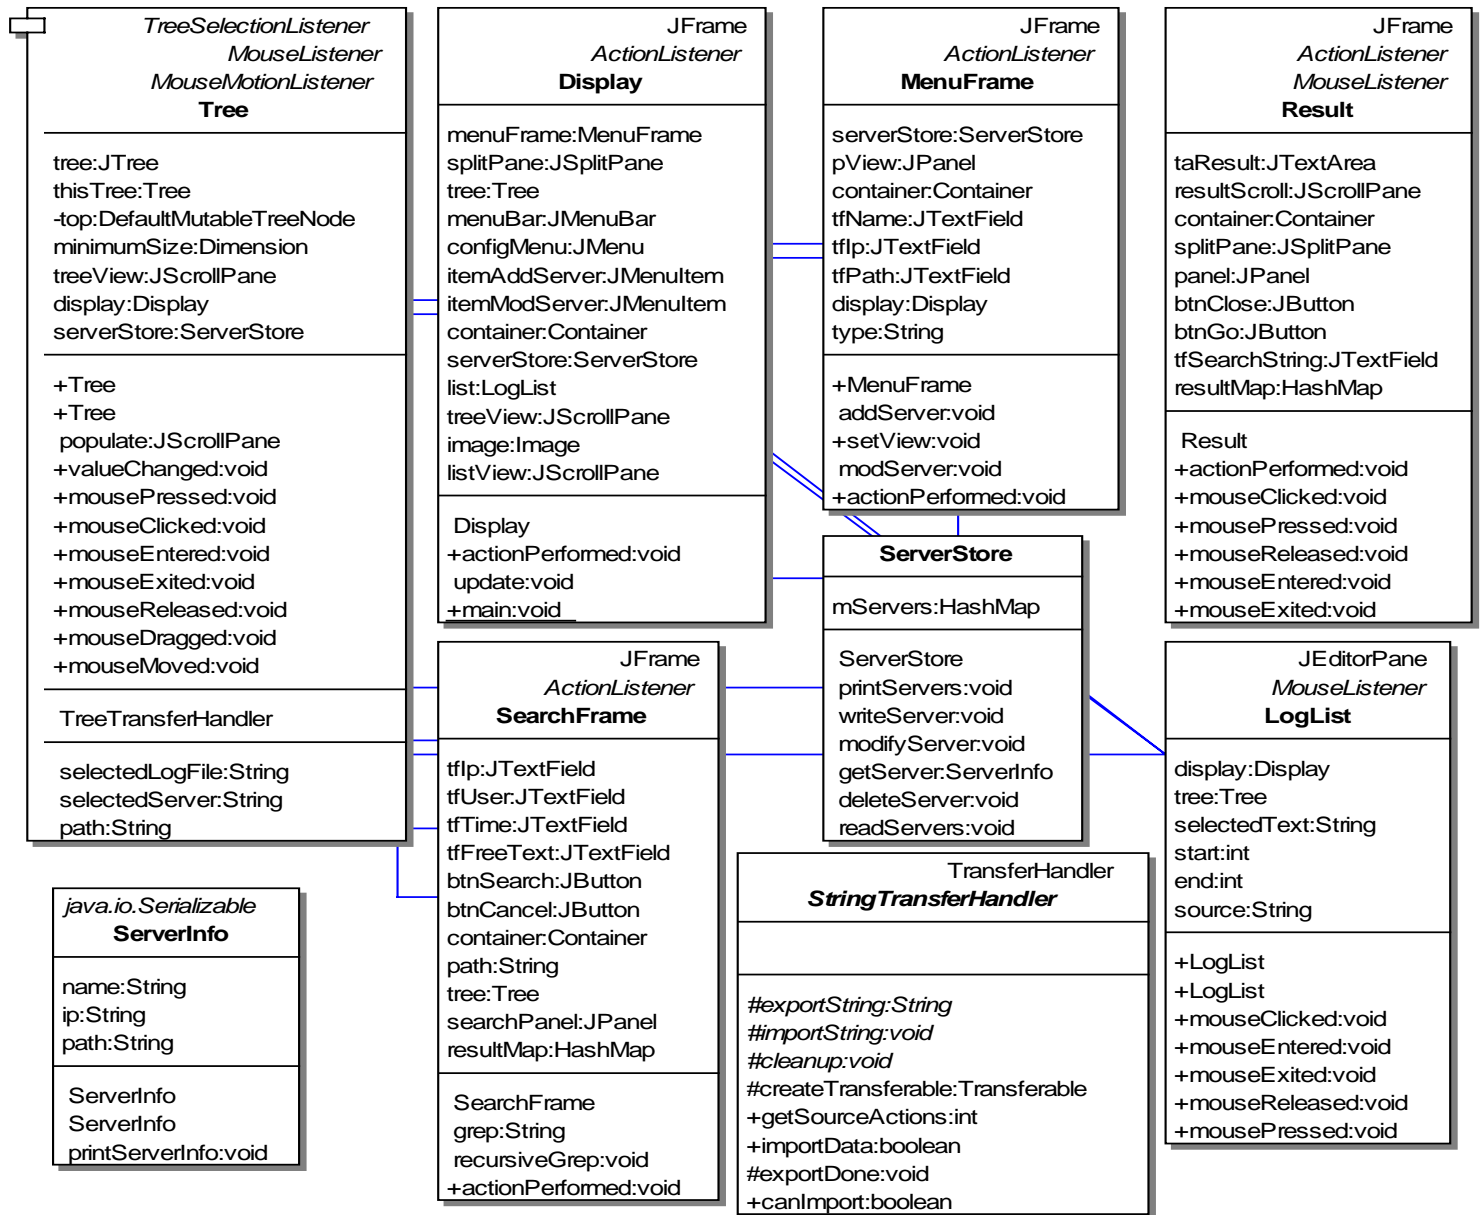 TreeSelectionListener
MouseListener
MouseMotionListener
Tree
tree:JTree
thisTree:Tree
-top:DefaultMutableTreeNode
minimumSize:Dimension
treeView:JScrollPane
display:Display
serverStore:ServerStore
+Tree
+Tree
populate:JScrollPane
+valueChanged:void
+mousePressed:void
+mouseClicked:void
+mouseEntered:void
+mouseExited:void
+mouseReleased:void
+mouseDragged:void
+mouseMoved:void
TreeTransferHandler
selectedLogFile:String
selectedServer:String
path:String
JFrame
ActionListener
Display
menuFrame:MenuFrame
splitPane:JSplitPane
tree:Tree
menuBar:JMenuBar
configMenu:JMenu
itemAddServer:JMenuItem
itemModServer:JMenuItem
container:Container
serverStore:ServerStore
list:LogList
treeView:JScrollPane
image:Image
listView:JScrollPane
Display
+actionPerformed:void
update:void
+main:void
JFrame
ActionListener
MenuFrame
serverStore:ServerStore
pView:JPanel
container:Container
tfName:JTextField
tfIp:JTextField
tfPath:JTextField
display:Display
type:String
+MenuFrame
addServer:void
+setView:void
modServer:void
+actionPerformed:void
JFrame
ActionListener
MouseListener
Result
taResult:JTextArea
resultScroll:JScrollPane
container:Container
splitPane:JSplitPane
panel:JPanel
btnClose:JButton
btnGo:JButton
tfSearchString:JTextField
resultMap:HashMap
Result
+actionPerformed:void
+mouseClicked:void
+mousePressed:void
+mouseReleased:void
+mouseEntered:void
+mouseExited:void
ServerStore
mServers:HashMap
ServerStore
printServers:void
writeServer:void
modifyServer:void
getServer:ServerInfo
deleteServer:void
readServers:void
JFrame
ActionListener
SearchFrame
tfIp:JTextField
tfUser:JTextField
tfTime:JTextField
tfFreeText:JTextField
btnSearch:JButton
btnCancel:JButton
container:Container
path:String
tree:Tree
searchPanel:JPanel
resultMap:HashMap
SearchFrame
grep:String
recursiveGrep:void
+actionPerformed:void
JEditorPane
MouseListener
LogList
display:Display
tree:Tree
selectedText:String
start:int
end:int
source:String
+LogList
+LogList
+mouseClicked:void
+mouseEntered:void
+mouseExited:void
+mouseReleased:void
+mousePressed:void
java.io.Serializable
ServerInfo
name:String
ip:String
path:String
ServerInfo
ServerInfo
printServerInfo:void
TransferHandler
StringTransferHandler
#exportString:String
#importString:void
#cleanup:void
#createTransferable:Transferable
+getSourceActions:int
+importData:boolean
#exportDone:void
+canImport:boolean